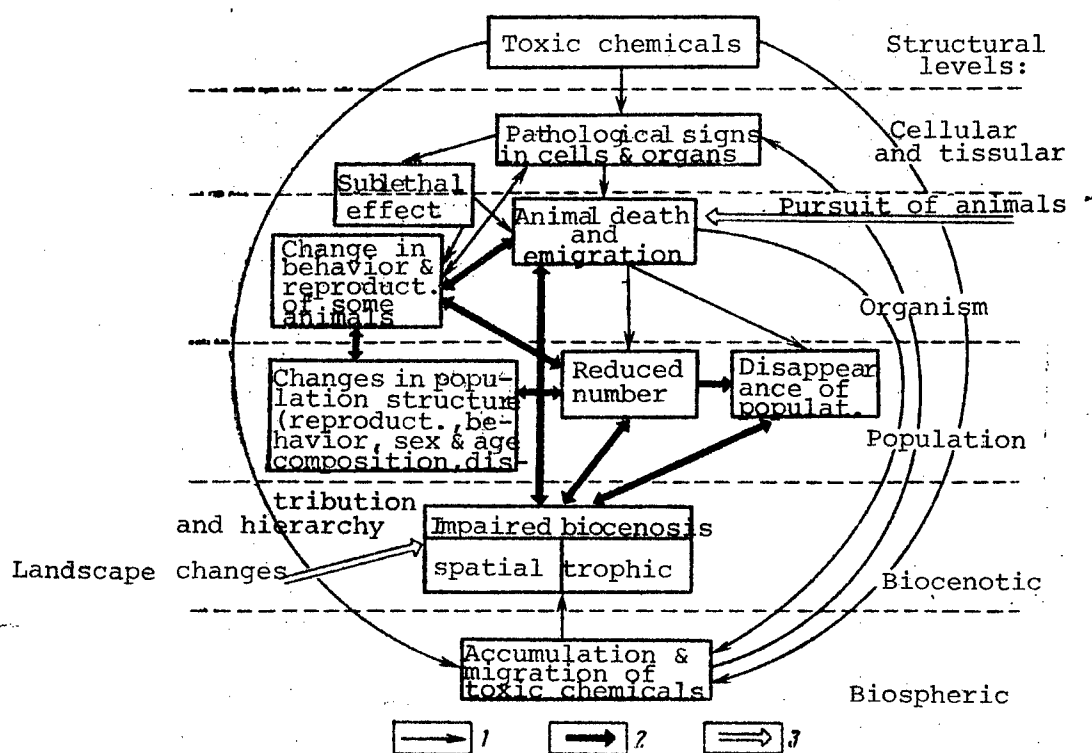 Toxic chemicals
Structural
levels:
Pathological signs
in cells & organs
Cellular
and tissular
Sublethal
effect
Animal death
and
emigration
Pursuit of animals
Change in
behavior &
reproduct.
of some
animals
Organism
Changes in popu-
lation structure
(reproduct.,be-
havior, sex & age
composition,dis-
tribution
and hierarchy
Reduced
number
Disappear
ance of
populat.
Population
Impaired biocenosis
spatial trophic
Landscape changes
Biocenotic
Accumulation &
migration of
toxic chemicals
Biospheric
1 2 3